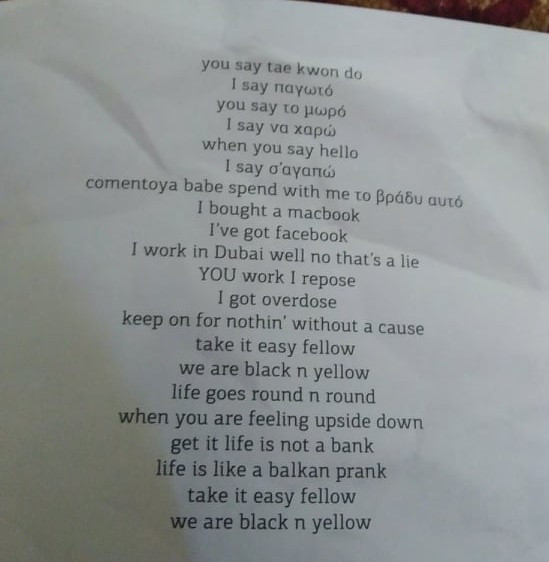 you say tae kwon do
I say παγωτό
you say το μωρό
I say να χαρώ
when you say hello
I say σ'αγαπώ
comentoya babe spend with me το βράδυ αυτό
I bought a macbook
I've got facebook
I work in Dubai well no that's a lie
YOU work I repose
I got overdose
keep on for nothin' without a cause
take it easy fellow
we are black n yellow
life goes round n round
when you are feeling upside down
get it life is not a bank
life is like a balkan prank
take it easy fellow
we are black n yellow